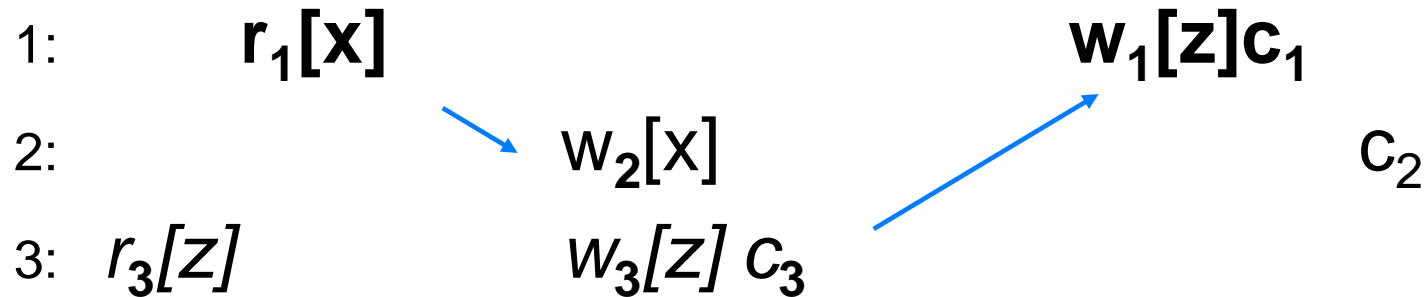 1: r₁[x] w₁[z]c₁
2: w₂[x] c₂
3: r₃[z] w₃[z] c₃